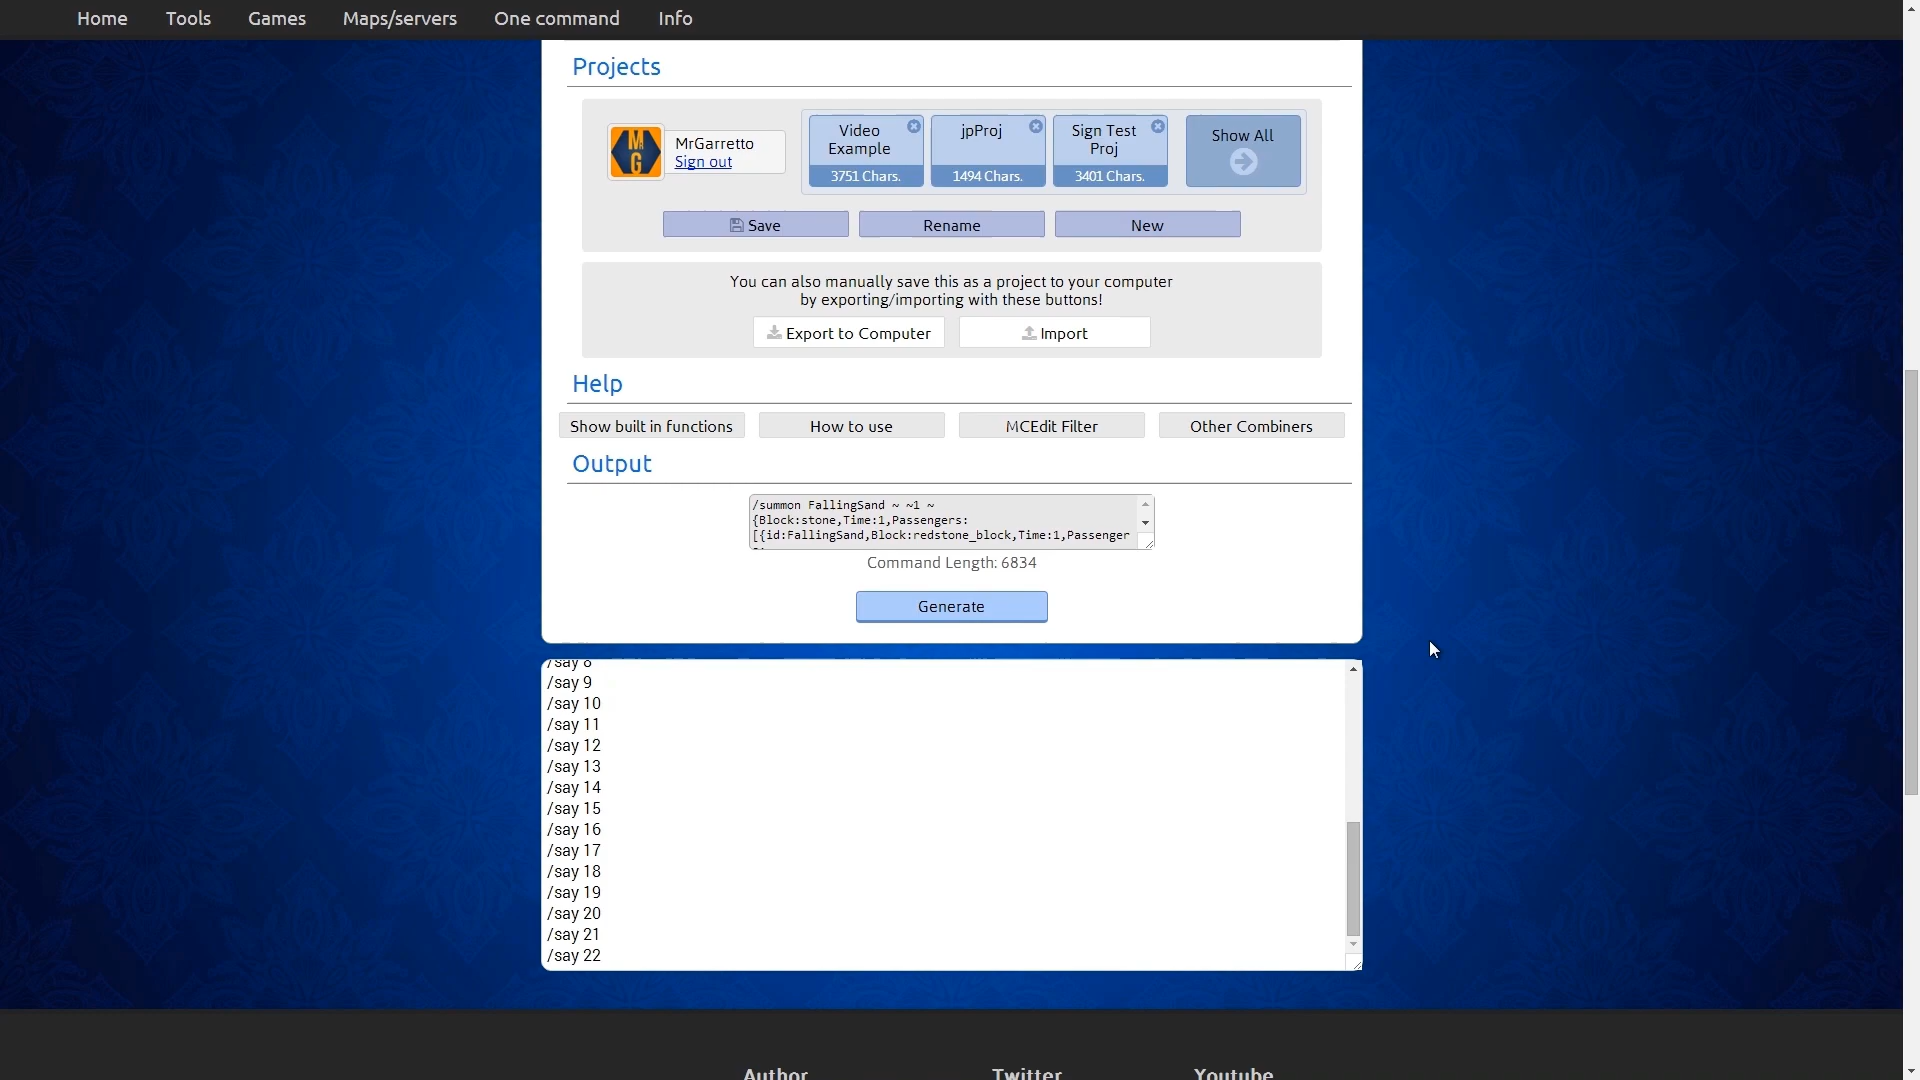 Home Tools Games Maps/servers One command Info
Projects
MrGarretto
Sign out
Video
Example
3751 Chars.
jpProj
1494 Chars.
Sign Test
Proj
3401 Chars.
Show All
Save Rename New
You can also manually save this as a project to your computer
by exporting/importing with these buttons!
Export to Computer Import
Help
Show built in functions How to use MCEdit Filter Other Combiners
Output
/summon FallingSand ~ ~1 ~
{Block:stone,Time:1,Passengers:
[{id:FallingSand,Block:redstone_block,Time:1,Passenger
Command Length: 6834
Generate
/say 8
/say 9
/say 10
/say 11
/say 12
/say 13
/say 14
/say 15
/say 16
/say 17
/say 18
/say 19
/say 20
/say 21
/say 22
Author Twitter Youtube